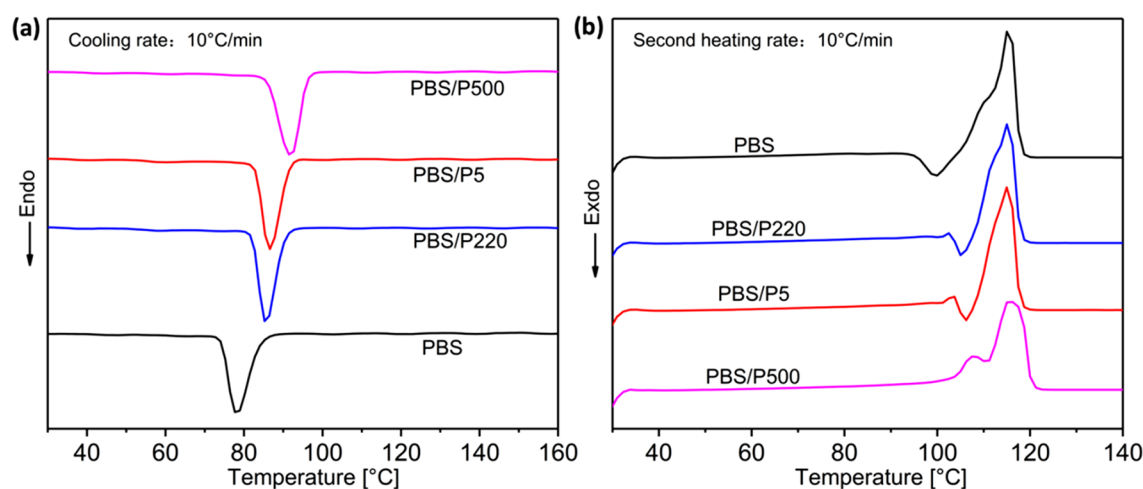 (a)
Cooling rate：10°C/min
PBS/P500
PBS/P5
PBS/P220
PBS
Endo
40 60 80 100 120 140 160
Temperature [°C]
(b)
Second heating rate：10°C/min
PBS
PBS/P220
PBS/P5
PBS/P500
Exdo
40 60 80 100 120 140
Temperature [°C]